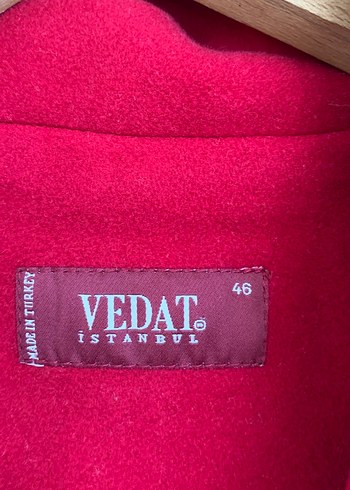 MADE IN TURKEY
46
VEDAT
İSTANBUL